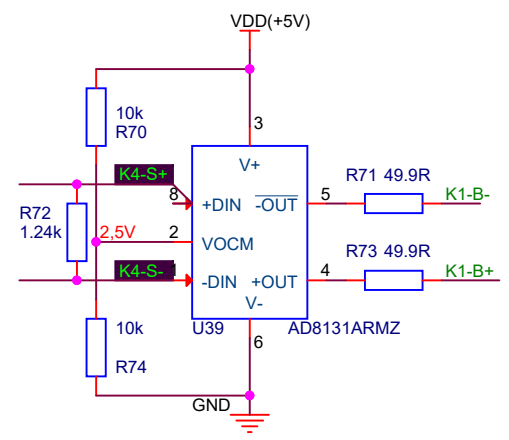 VDD(+5V)
10k
R70
3
V+
K4-S+
8
+DIN
-OUT
5
R71 49.9R
K1-B-
R72
1.24k
2,5V
2
VOCM
R73 49.9R
K4-S-
1
-DIN
+OUT
4
K1-B+
V-
10k
U39
AD8131ARMZ
6
R74
GND